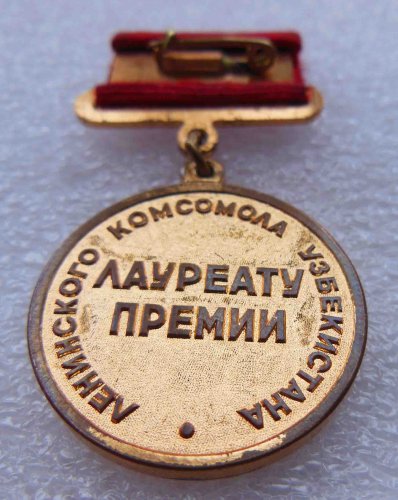 ЛАУРЕАТУ
ПРЕМИИ
ЛЕНИНСКОГО КОМСОМОЛА УЗБЕКИСТАНА